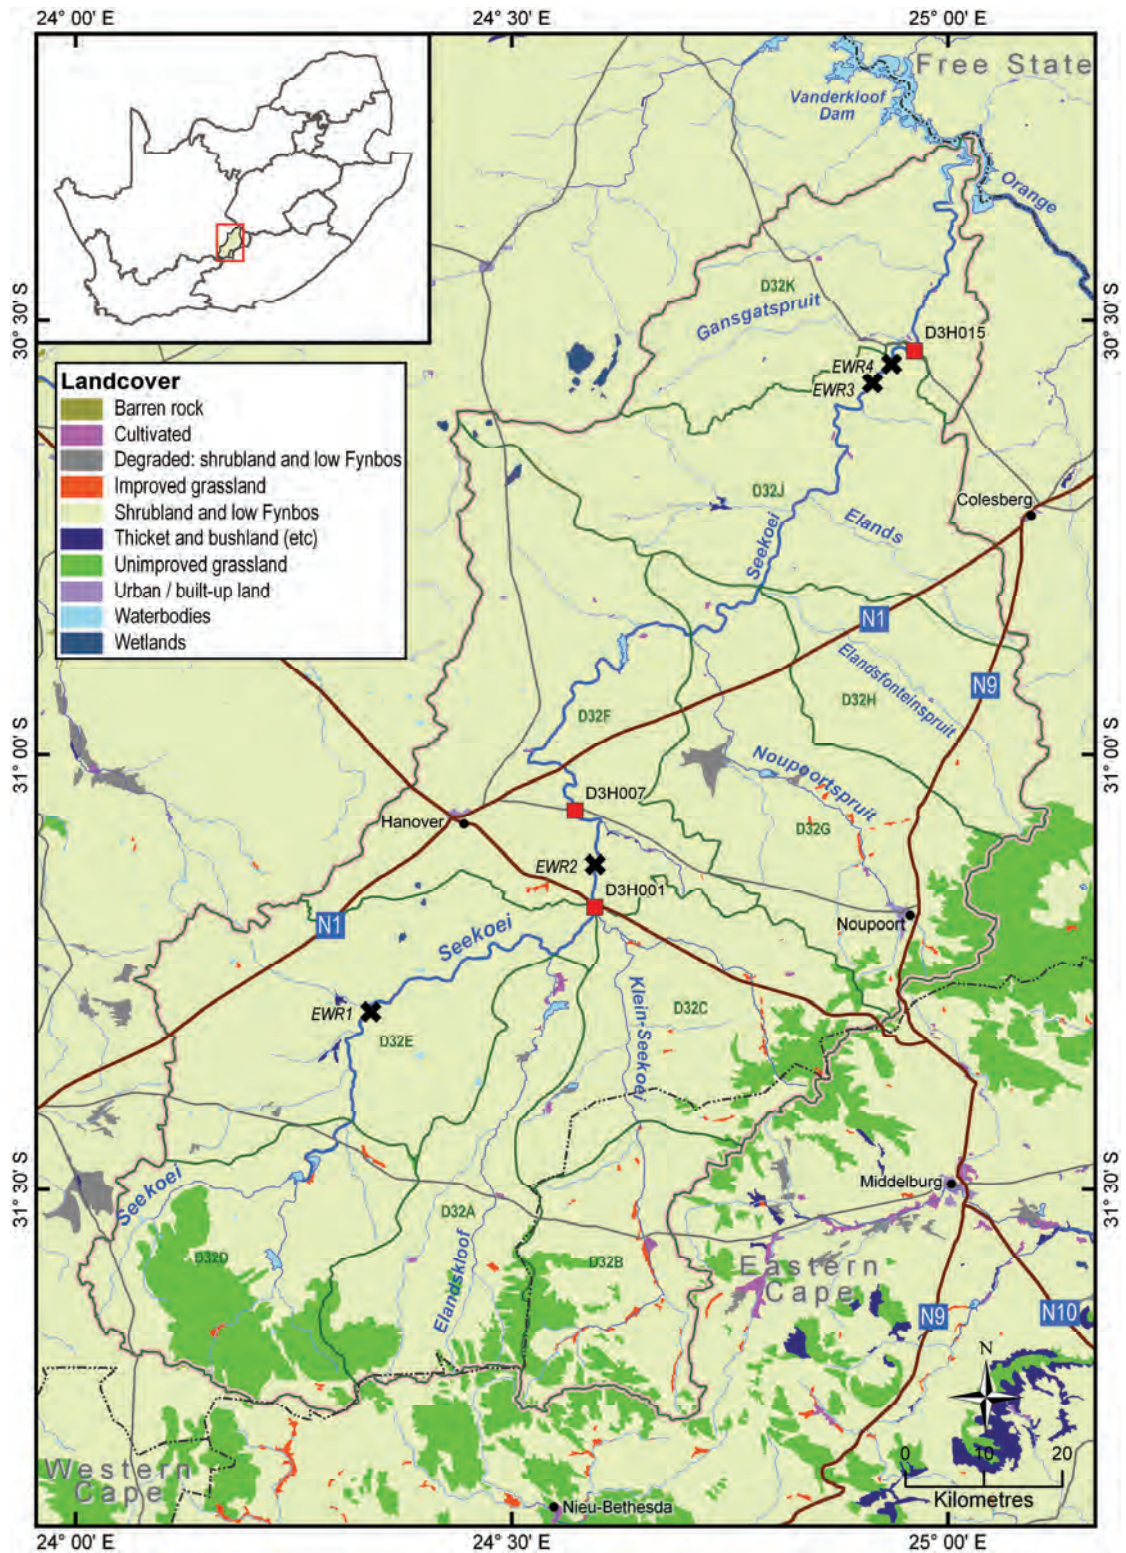 24° 00' E
24° 30' E
25° 00' E
Free State
Vanderkloof
Dam
Orange
D32K
Gansgatspruit
30° 30' S
30° 30' S
D3H015
EWR4
EWR3
Landcover
Barren rock
Cultivated
Degraded: shrubland and low Fynbos
Improved grassland
Shrubland and low Fynbos
Thicket and bushland (etc)
Unimproved grassland
Urban / built-up land
Waterbodies
Wetlands
D32J
Colesberg
Elands
Seekoei
N1
Elandsfonteinspruit
N9
D32H
D32F
31° 00' S
31° 00' S
Noupoortspruit
D3H007
Hanover
D32G
EWR2
D3H001
N1
Seekoei
Noupoort
Klein-Seekoei
D32C
EWR1
D32E
31° 30' S
31° 30' S
Seekoei
Middelburg
D32A
Elandskloof
D32D
D32B
Eastern
Cape
N9
N10
N
0
10
20
Kilometres
Western
Cape
Nieu-Bethesda
24° 00' E
24° 30' E
25° 00' E